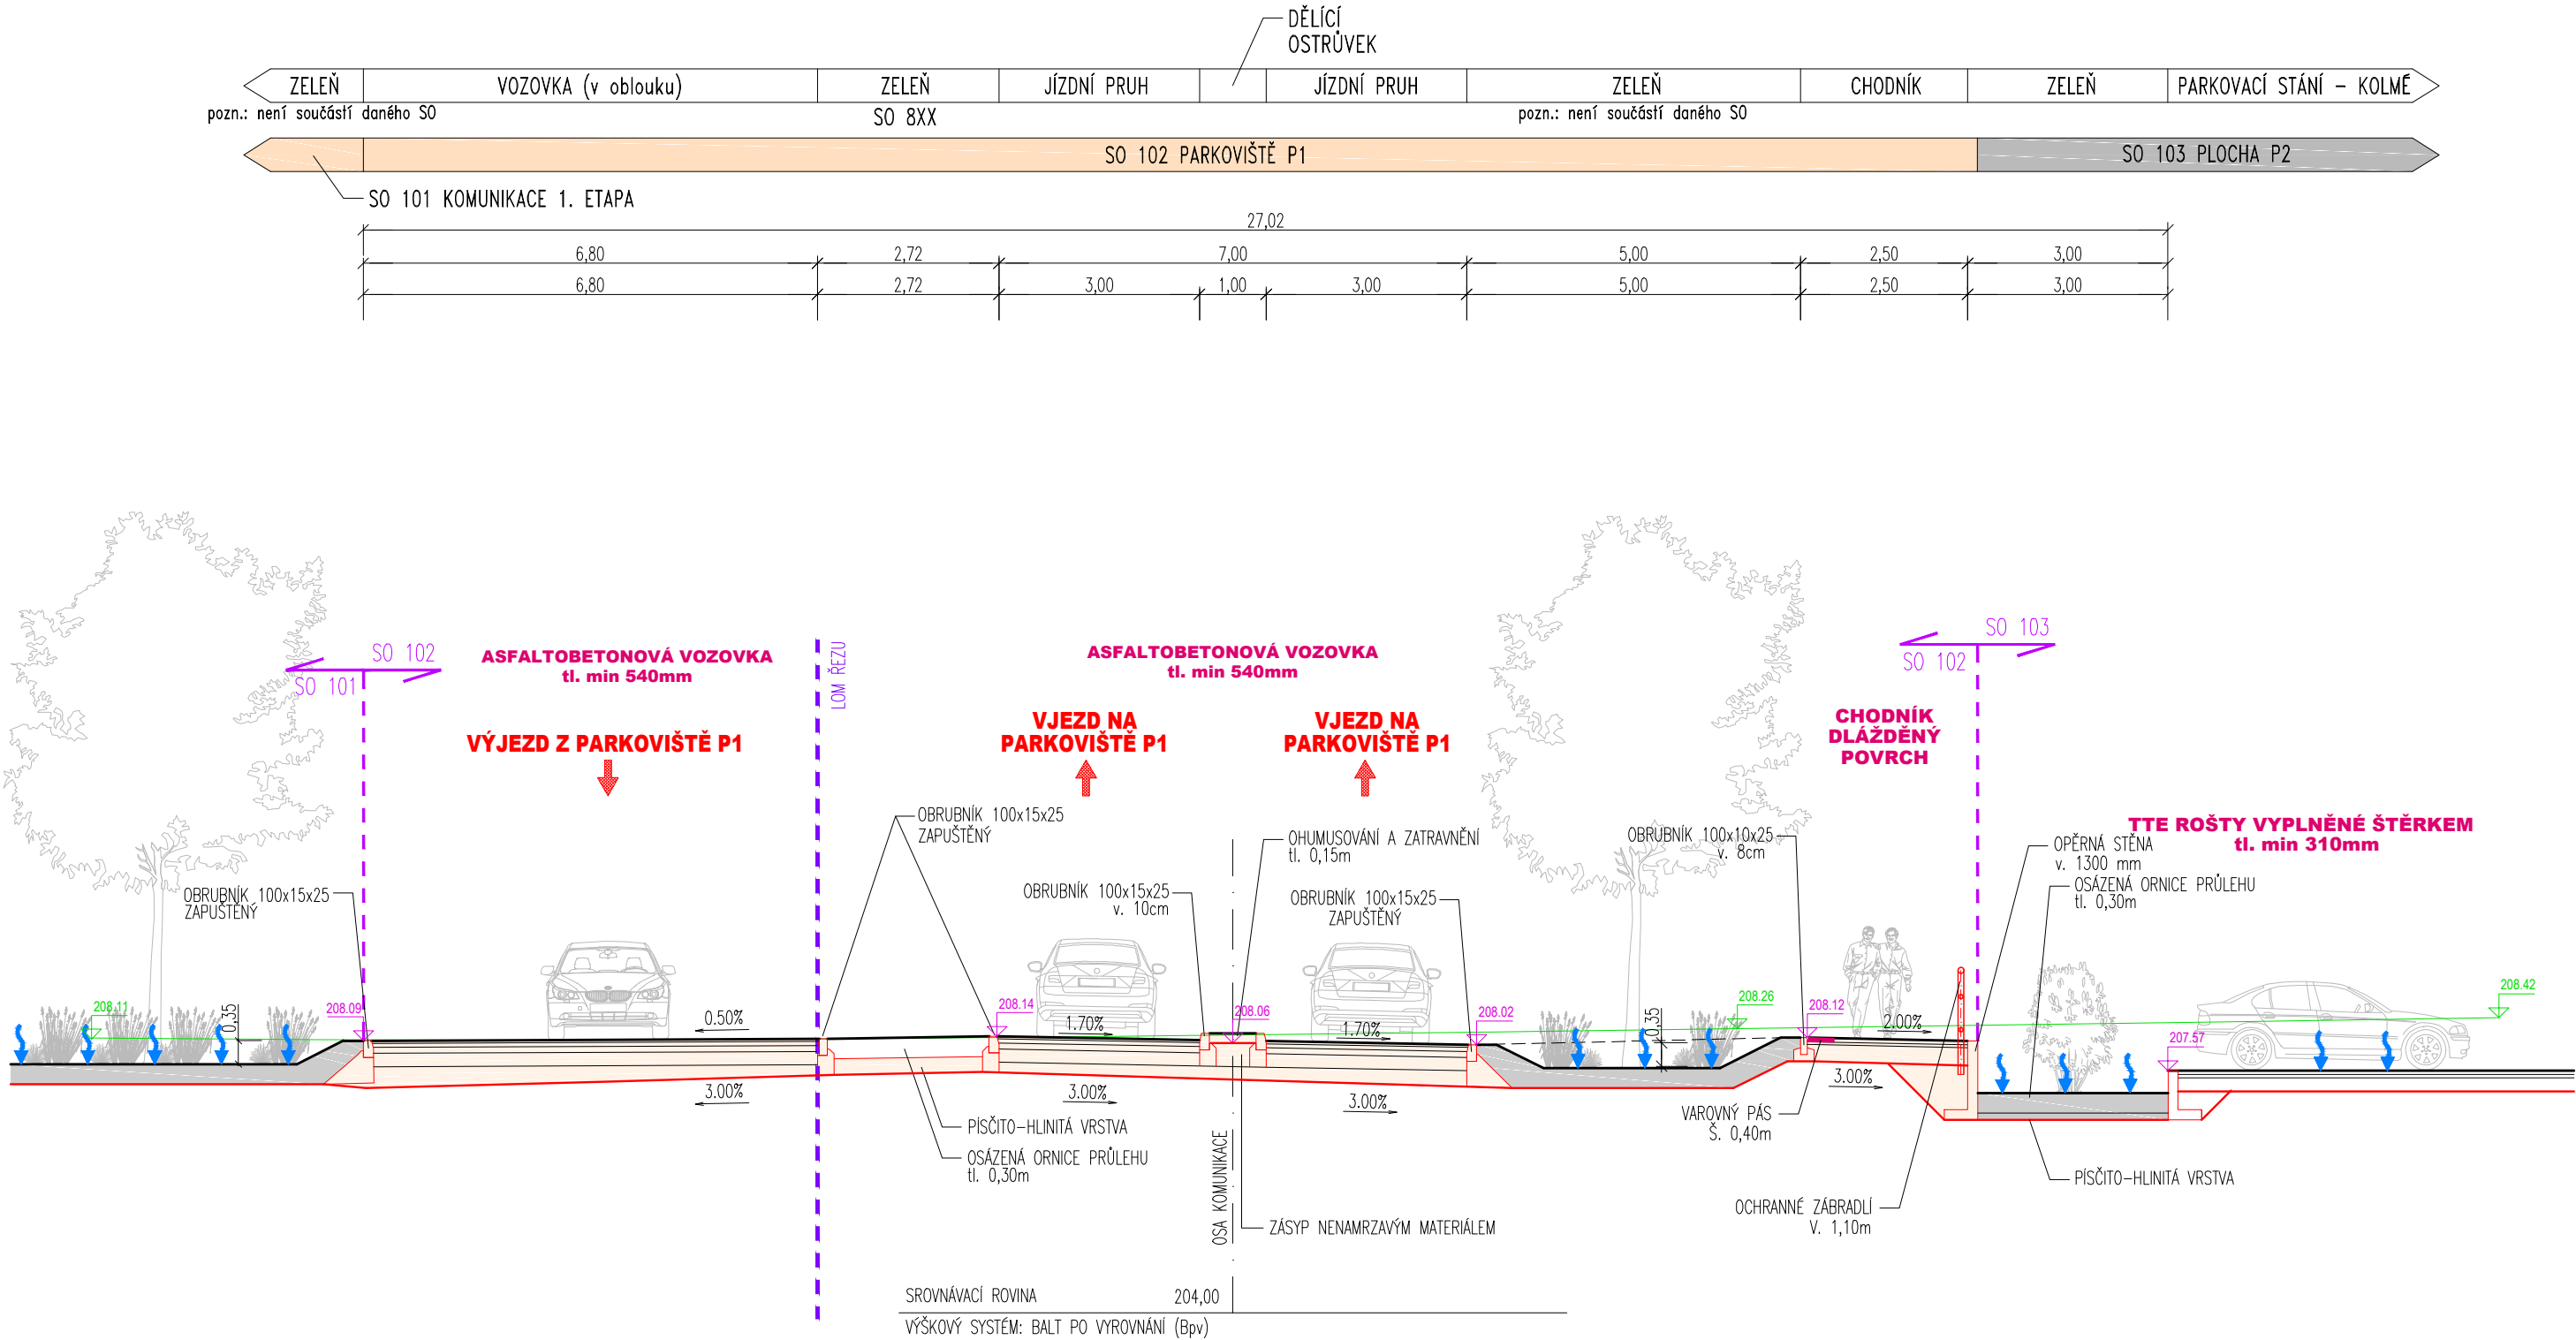 DĚLÍCÍ
OSTRŮVEK
ZELEŇ
VOZOVKA (v oblouku)
ZELEŇ
JÍZDNÍ PRUH
JÍZDNÍ PRUH
ZELEŇ
CHODNÍK
ZELEŇ
PARKOVACÍ STÁNÍ – KOLMÉ
pozn.: není součástí daného SO
SO 8XX
pozn.: není součástí daného SO
SO 102 PARKOVIŠTĚ P1
SO 103 PLOCHA P2
SO 101 KOMUNIKACE 1. ETAPA
27,02
6,80
2,72
7,00
5,00
2,50
3,00
6,80
2,72
3,00
1,00
3,00
5,00
2,50
3,00
SO 102
SO 101
ASFALTOBETONOVÁ VOZOVKA
tl. min 540mm
VÝJEZD Z PARKOVIŠTĚ P1
LOM ŘEZU
ASFALTOBETONOVÁ VOZOVKA
tl. min 540mm
VJEZD NA
PARKOVIŠTĚ P1
VJEZD NA
PARKOVIŠTĚ P1
SO 103
SO 102
CHODNÍK
DLÁŽDĚNÝ
POVRCH
TTE ROŠTY VYPLNĚNÉ ŠTĚRKEM
tl. min 310mm
OBRUBNÍK 100x15x25
ZAPUŠTĚNÝ
OBRUBNÍK 100x15x25
ZAPUŠTĚNÝ
OBRUBNÍK 100x15x25
v. 10cm
OHUMUSOVÁNÍ A ZATRAVNĚNÍ
tl. 0,15m
OBRUBNÍK 100x15x25
ZAPUŠTĚNÝ
OBRUBNÍK 100x10x25
v. 8cm
OPĚRNÁ STĚNA
v. 1300 mm
OSÁZENÁ ORNICE PRŮLEHU
tl. 0,30m
208.11
0,35
208.09
0.50%
208.14
1.70%
208.06
1.70%
208.02
0,35
208.26
208.12
2.00%
207.57
208.42
3.00%
3.00%
3.00%
3.00%
PÍSČITO–HLINITÁ VRSTVA
OSÁZENÁ ORNICE PRŮLEHU
tl. 0,30m
OSA KOMUNIKACE
ZÁSYP NENAMRZAVÝM MATERIÁLEM
VAROVNÝ PÁS
Š. 0,40m
OCHRANNÉ ZÁBRADLÍ
V. 1,10m
PÍSČITO–HLINITÁ VRSTVA
SROVNÁVACÍ ROVINA 204,00
VÝŠKOVÝ SYSTÉM: BALT PO VYROVNÁNÍ (Bpv)